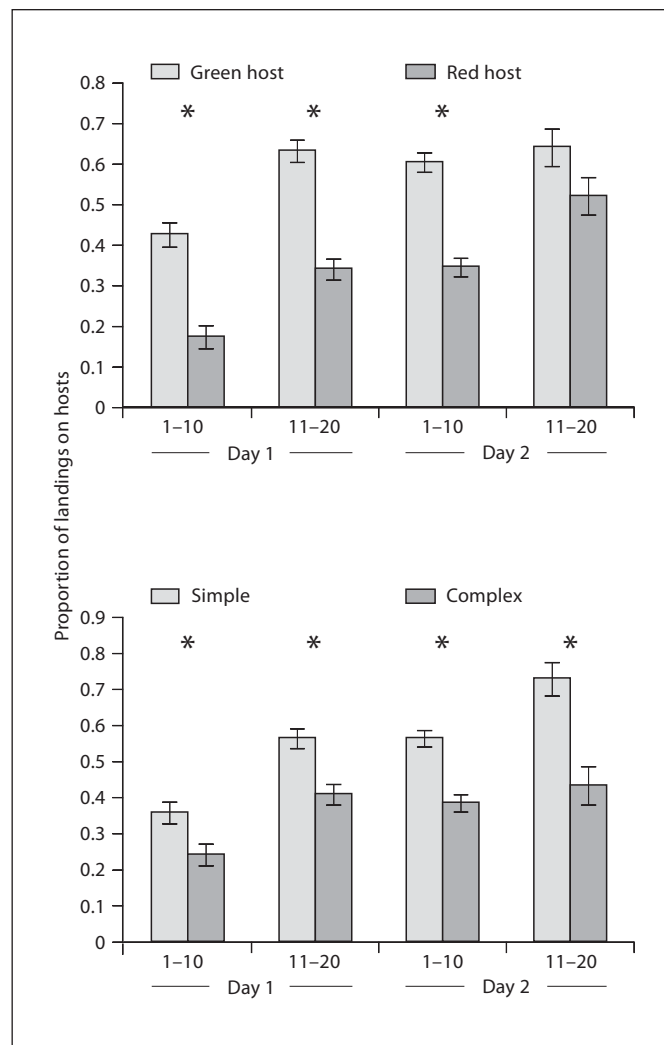 Proportion of landings on hosts
Green host Red host
0.8
0.7
0.6
0.5
0.4
0.3
0.2
0.1
0
* * *
1–10 11–20 1–10 11–20
Day 1 Day 2
Simple Complex
0.9
0.8
0.7
0.6
0.5
0.4
0.3
0.2
0.1
0
* * * *
1–10 11–20 1–10 11–20
Day 1 Day 2